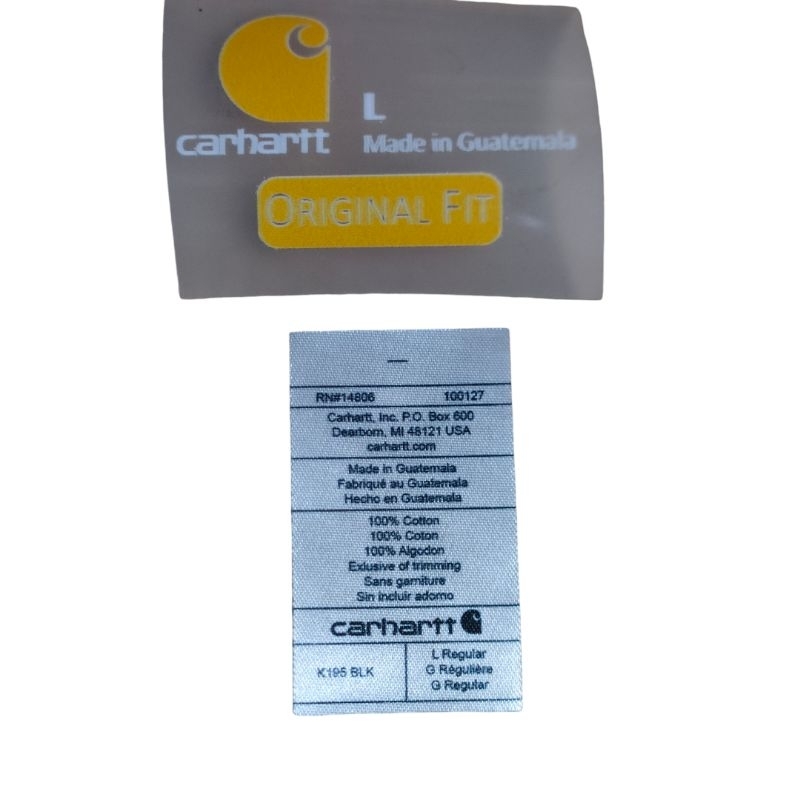 carhartt
L
Made in Guatemala
ORIGINAL FIT
RN#14806 100127
Carhartt, Inc. P.O. Box 600
Dearborn, MI 48121 USA
carhartt.com
Made in Guatemala
Fabriqué au Guatemala
Hecho en Guatemala
100% Cotton
100% Coton
100% Algodon
Exlusive of trimming
Sans garniture
Sin incluir adorno
carhartt
K195 BLK
L Regular
G Régulière
G Regular